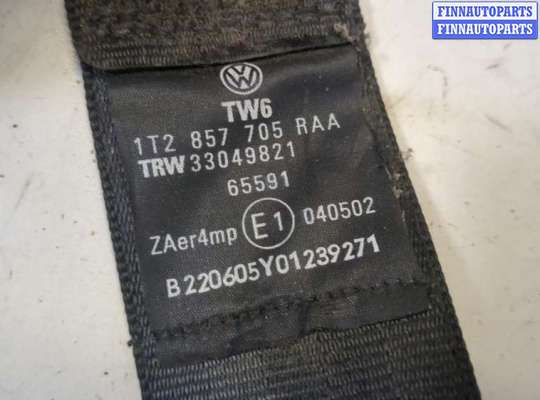 FINNAUTOPARTS
FINNAUTOPARTS
TW6
1T2 857 705 RAA
TRW 33049821
65591
ZAer4mp E1 040502
B220605Y01239271